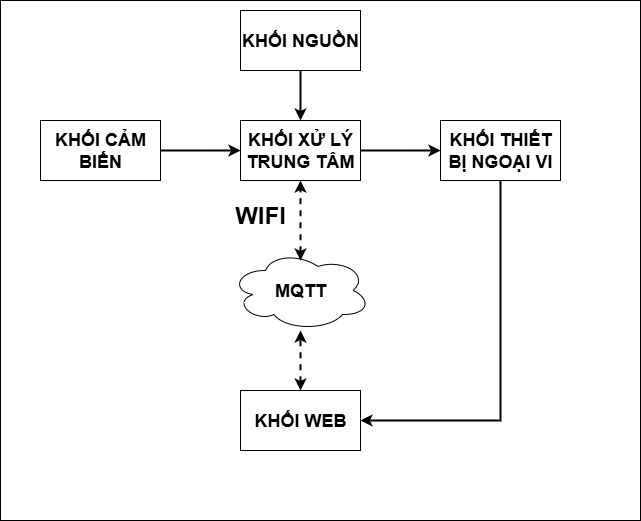 KHỐI NGUỒN
KHỐI CẢM
BIẾN
KHỐI XỬ LÝ
TRUNG TÂM
KHỐI THIẾT
BỊ NGOẠI VI
WIFI
MQTT
KHỐI WEB